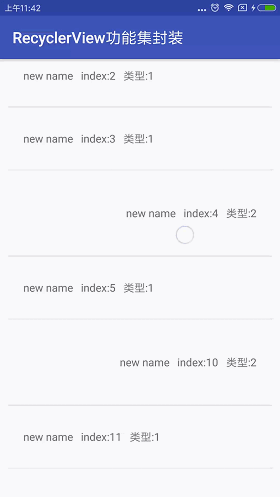 上午11:42
RecyclerView功能集封装
new name index:2 类型:1
new name index:3 类型:1
new name index:4 类型:2
new name index:5 类型:1
new name index:10 类型:2
new name index:11 类型:1